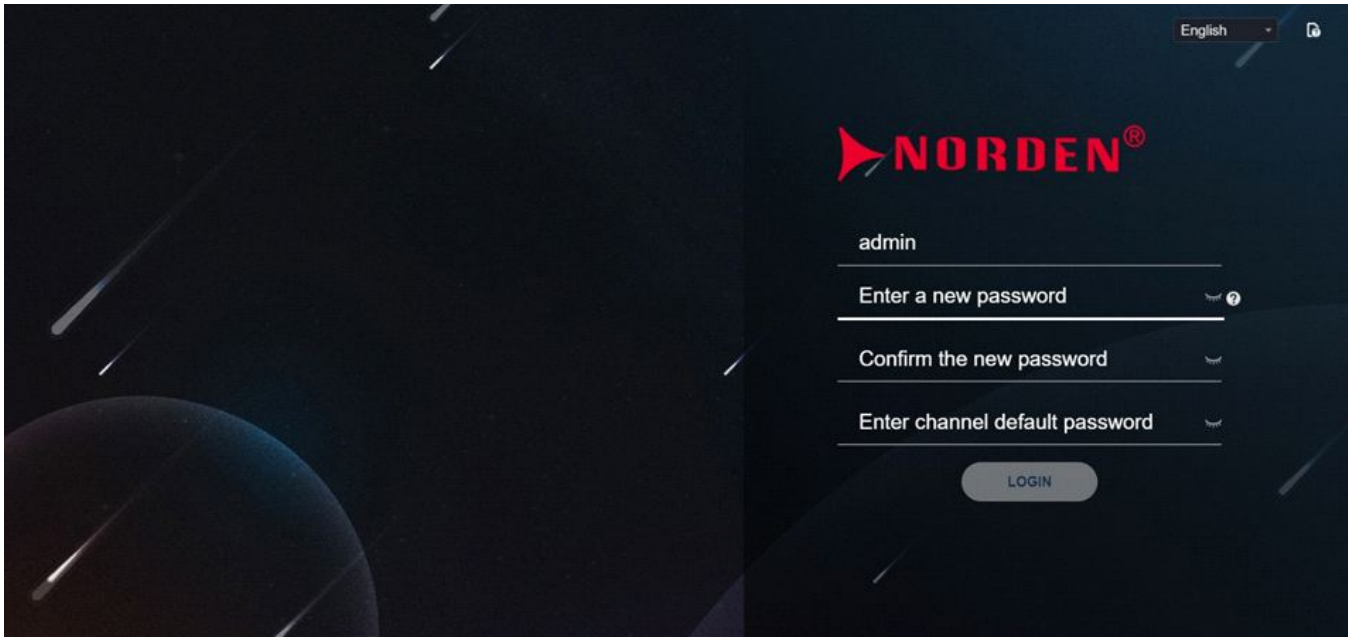 English
NORDEN®
admin
Enter a new password
?
Confirm the new password
Enter channel default password
LOGIN